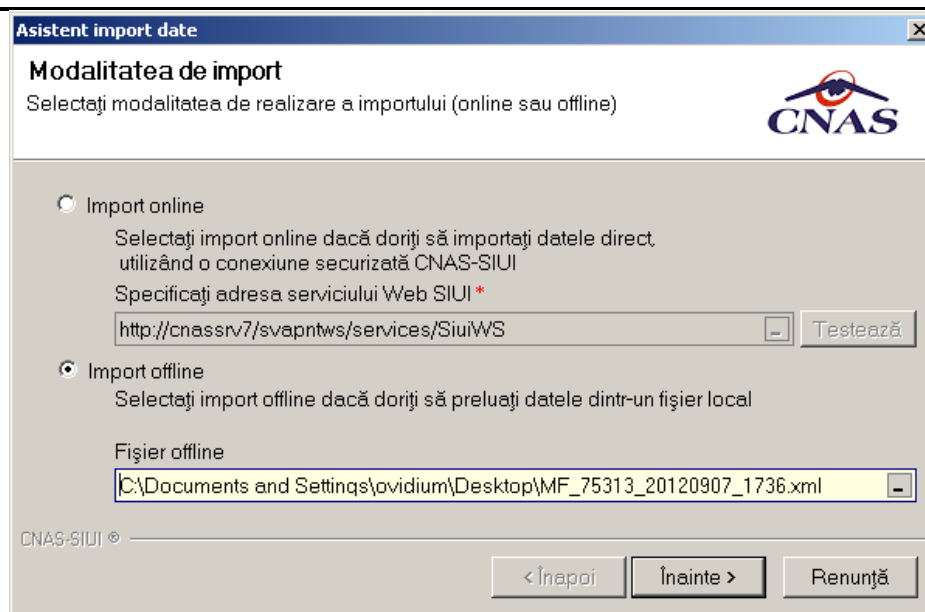 Asistent import date
Modalitatea de import
Selectaţi modalitatea de realizare a importului (online sau offline)
CNAS
Import online
Selectaţi import online dacă doriţi să importaţi datele direct,
utilizând o conexiune securizată CNAS-SIUI
Specificaţi adresa serviciului Web SIUI *
http://cnassrv7/svapntws/services/SiuiWS
...
Testează
Import offline
Selectaţi import offline dacă doriţi să preluaţi datele dintr-un fişier local
Fişier offline
C:\Documents and Settings\ovidium\Desktop\MF_75313_20120907_1736.xml
...
CNAS-SIUI ®
< Înapoi
Înainte >
Renunţă